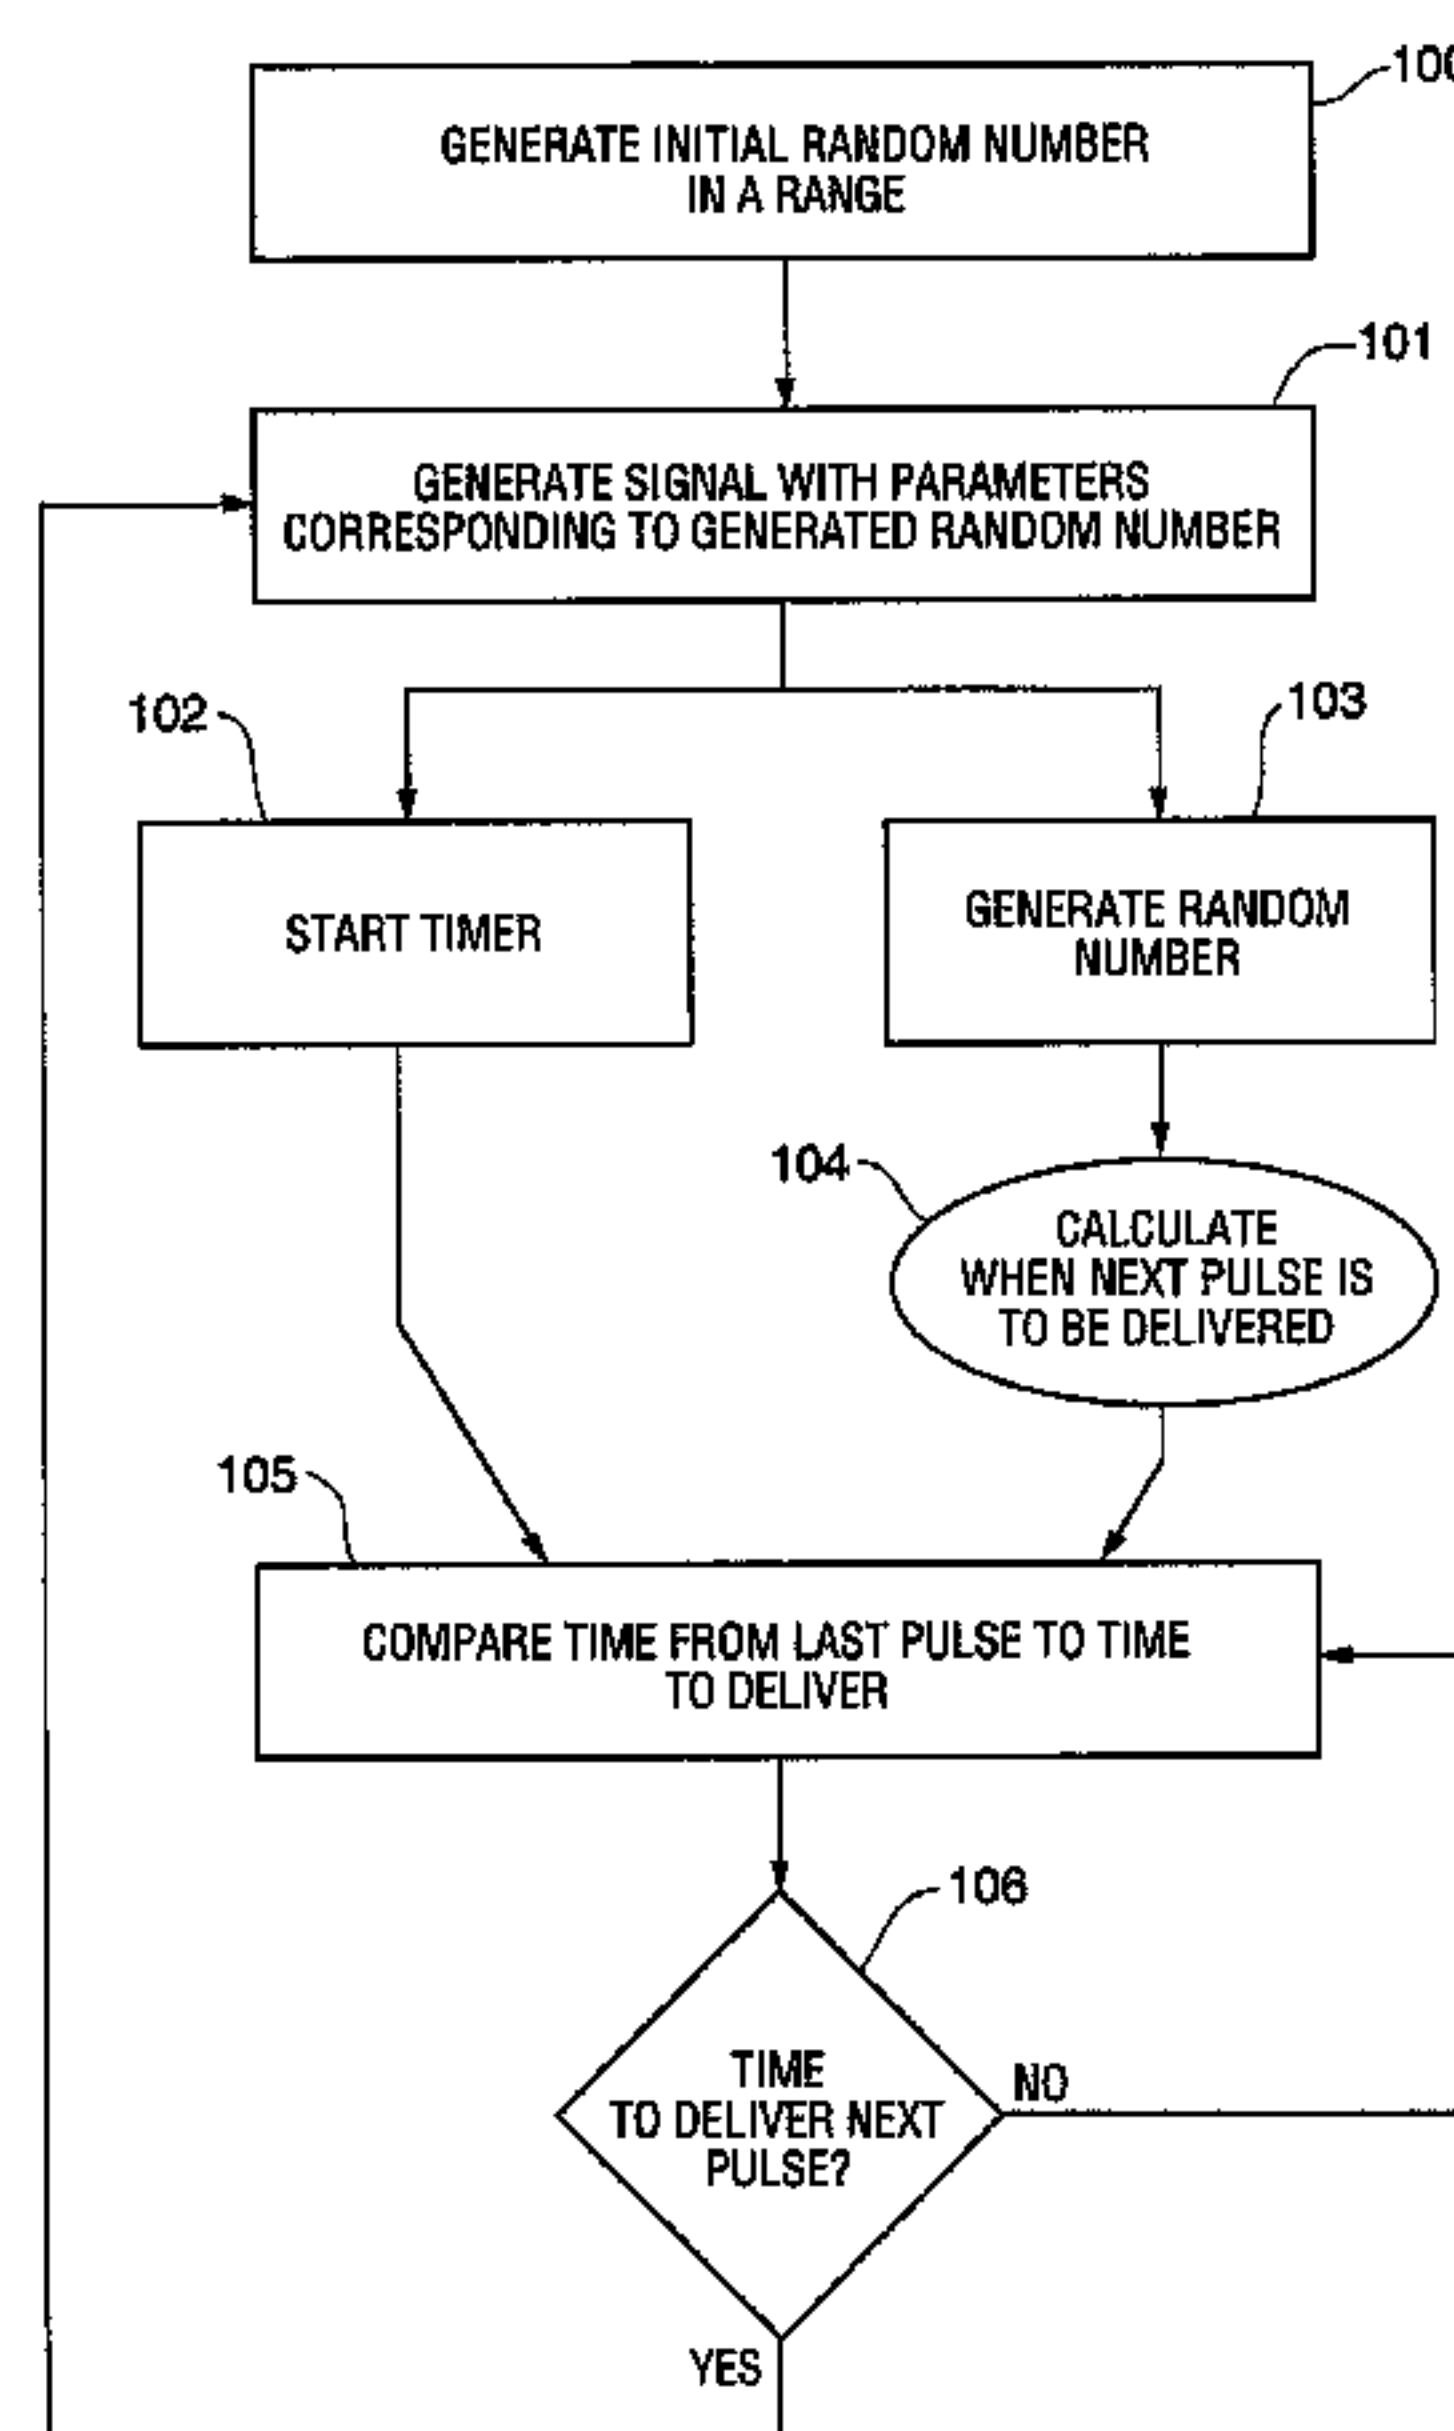 100
GENERATE INITIAL RANDOM NUMBER
IN A RANGE
101
GENERATE SIGNAL WITH PARAMETERS
CORRESPONDING TO GENERATED RANDOM NUMBER
102
103
START TIMER
GENERATE RANDOM
NUMBER
104
CALCULATE
WHEN NEXT PULSE IS
TO BE DELIVERED
105
COMPARE TIME FROM LAST PULSE TO TIME
TO DELIVER
106
TIME
TO DELIVER NEXT
PULSE?
NO
YES